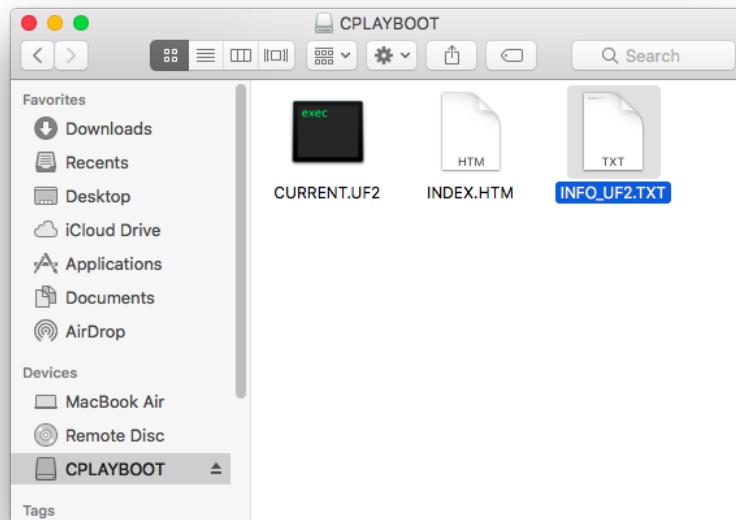 CPLAYBOOT
Search
Favorites
Downloads
Recents
Desktop
iCloud Drive
Applications
Documents
AirDrop
Devices
MacBook Air
Remote Disc
CPLAYBOOT
Tags
exec
HTM
TXT
CURRENT.UF2
INDEX.HTM
INFO_UF2.TXT